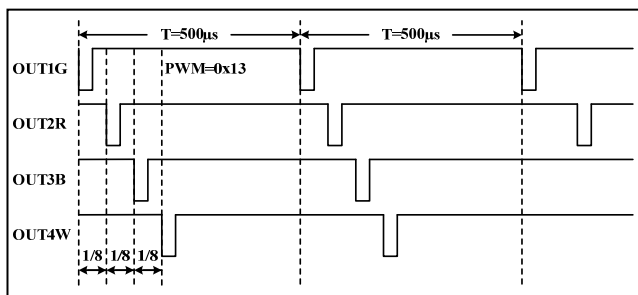 T=500μs T=500μs
OUT1G PWM=0x13
OUT2R
OUT3B
OUT4W
1/8 1/8 1/8